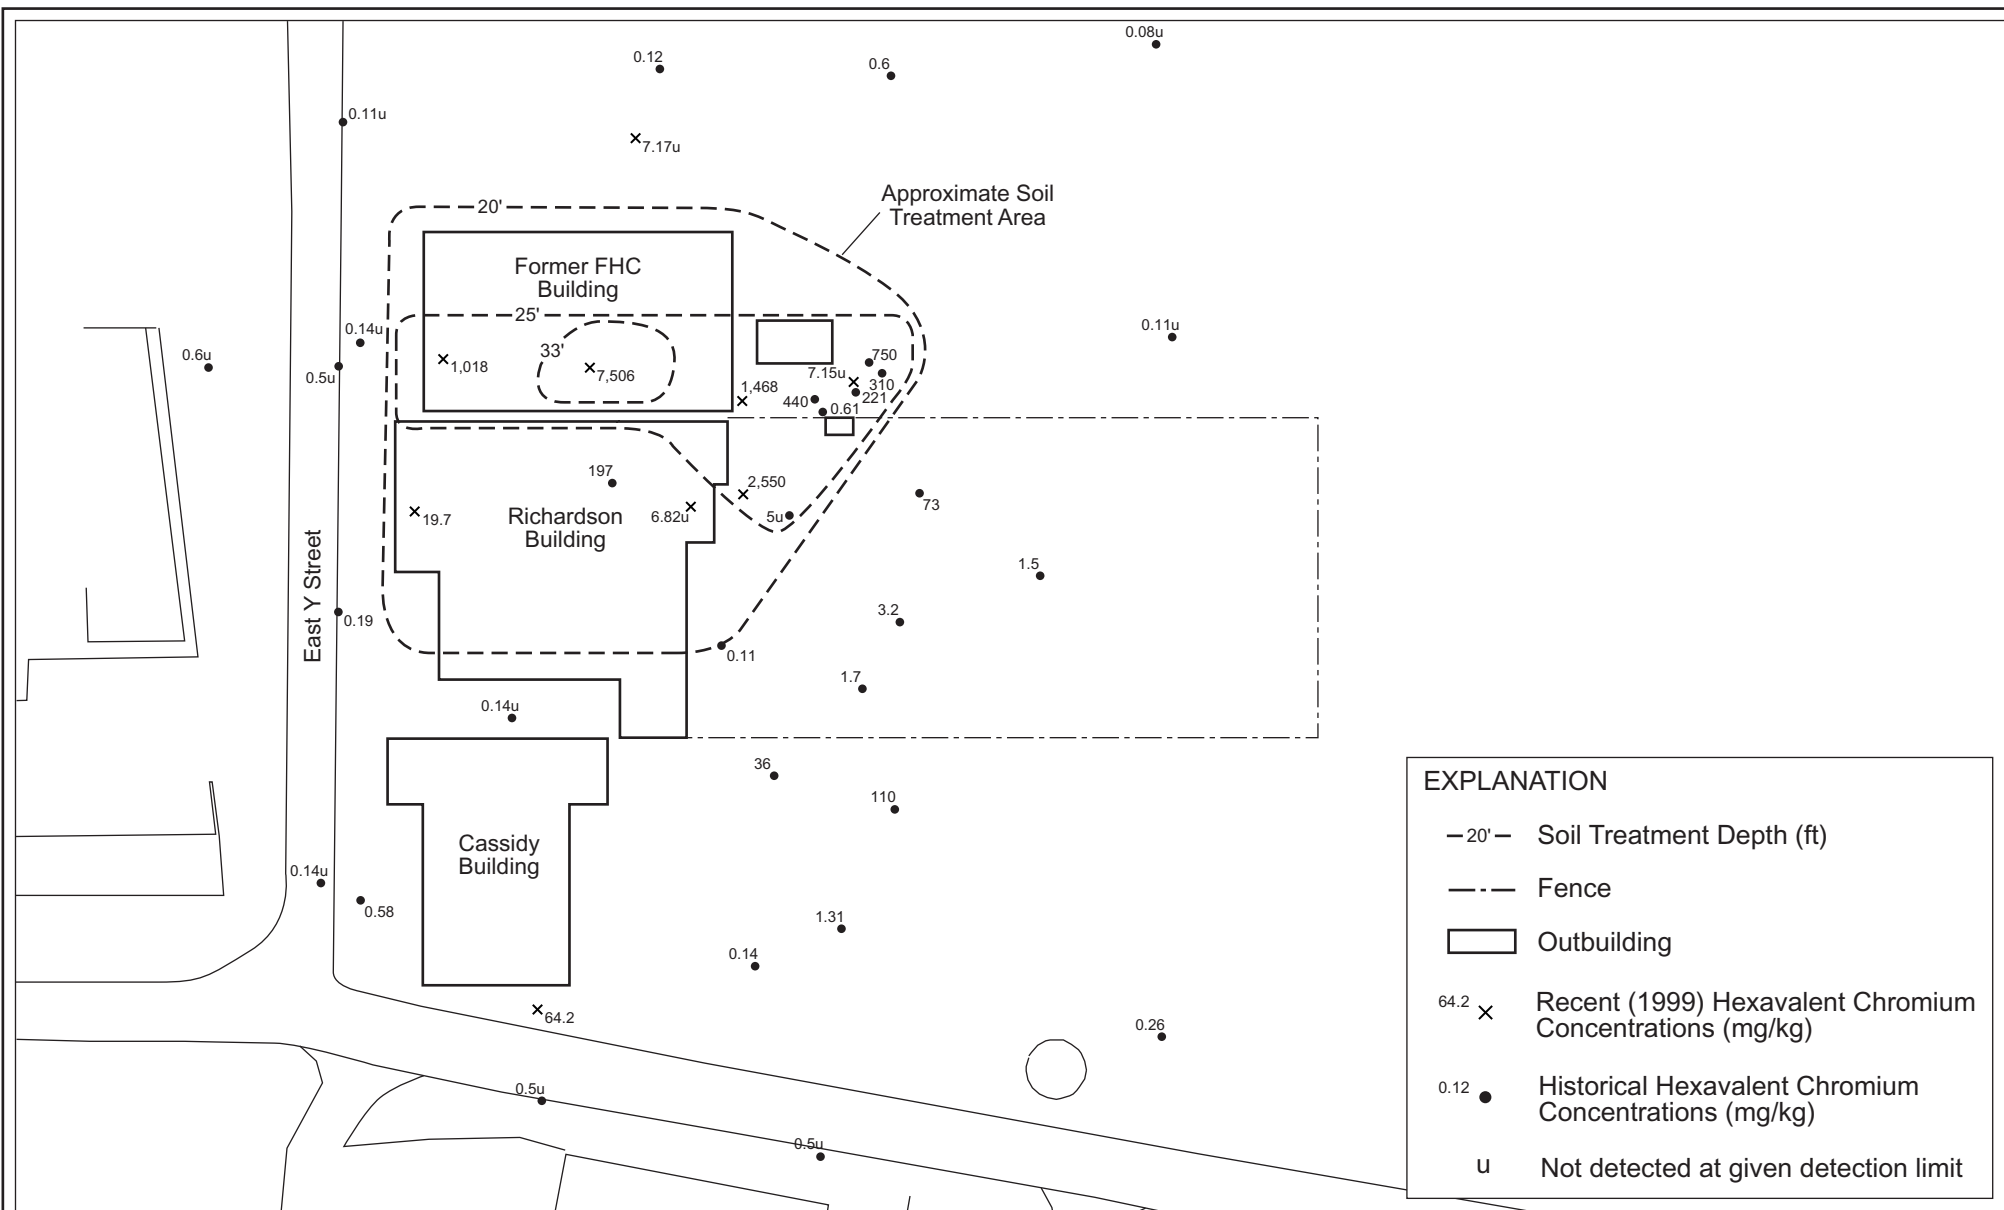 0.08u
0.12
0.6
0.11u
7.17u
Approximate Soil
Treatment Area
20'
Former FHC
Building
25'
0.14u
0.11u
33'
0.6u
750
1,018
0.5u
7,506
7.15u
310
1,468
221
440
0.61
197
2,550
73
19.7
6.82u
5u
Richardson
Building
1.5
East Y Street
3.2
0.19
0.11
1.7
0.14u
36
110
EXPLANATION
20' Soil Treatment Depth (ft)
Fence
Outbuilding
64.2 Recent (1999) Hexavalent Chromium
Concentrations (mg/kg)
0.12 Historical Hexavalent Chromium
Concentrations (mg/kg)
u Not detected at given detection limit
Cassidy
Building
0.14u
0.58
1.31
0.14
64.2
0.26
0.5u
0.5u